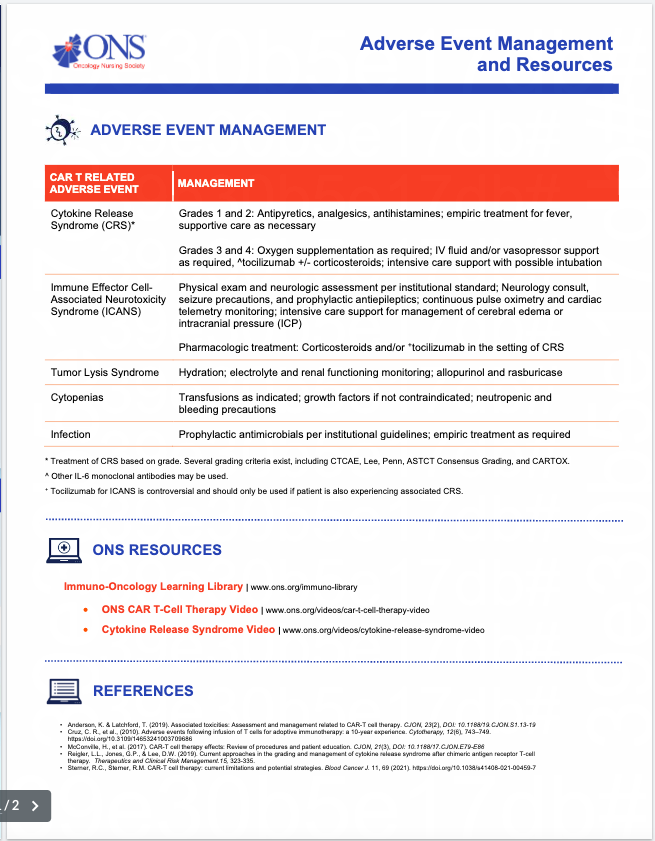 ONS
Oncology Nursing Society
Adverse Event Management
and Resources
ADVERSE EVENT MANAGEMENT
CAR T RELATED
ADVERSE EVENT
MANAGEMENT
Cytokine Release
Syndrome (CRS)*
Grades 1 and 2: Antipyretics, analgesics, antihistamines; empiric treatment for fever,
supportive care as necessary
Grades 3 and 4: Oxygen supplementation as required; IV fluid and/or vasopressor support
as required, ^tocilizumab +/- corticosteroids; intensive care support with possible intubation
Immune Effector Cell-
Associated Neurotoxicity
Syndrome (ICANS)
Physical exam and neurologic assessment per institutional standard; Neurology consult,
seizure precautions, and prophylactic antiepileptics; continuous pulse oximetry and cardiac
telemetry monitoring; intensive care support for management of cerebral edema or
intracranial pressure (ICP)
Pharmacologic treatment: Corticosteroids and/or ⁺tocilizumab in the setting of CRS
Tumor Lysis Syndrome
Hydration; electrolyte and renal functioning monitoring; allopurinol and rasburicase
Cytopenias
Transfusions as indicated; growth factors if not contraindicated; neutropenic and
bleeding precautions
Infection
Prophylactic antimicrobials per institutional guidelines; empiric treatment as required
* Treatment of CRS based on grade. Several grading criteria exist, including CTCAE, Lee, Penn, ASTCT Consensus Grading, and CARTOX.
^ Other IL-6 monoclonal antibodies may be used.
⁺ Tocilizumab for ICANS is controversial and should only be used if patient is also experiencing associated CRS.
ONS RESOURCES
Immuno-Oncology Learning Library | www.ons.org/immuno-library
• ONS CAR T-Cell Therapy Video | www.ons.org/videos/car-t-cell-therapy-video
• Cytokine Release Syndrome Video | www.ons.org/videos/cytokine-release-syndrome-video
REFERENCES
• Anderson, K. & Latchford, T. (2019). Associated toxicities: Assessment and management related to CAR-T cell therapy. CJON, 23(2), DOI: 10.1188/19.CJON.S1.13-19
• Cruz, C. R., et al., (2010). Adverse events following infusion of T cells for adoptive immunotherapy: a 10-year experience. Cytotherapy, 12(6), 743–749.
https://doi.org/10.3109/14653241003709686
• McConville, H., et al. (2017). CAR-T cell therapy effects: Review of procedures and patient education. CJON, 21(3), DOI: 10.1188/17.CJON.E79-E86
• Reigler, L.L., Jones, G.P., & Lee, D.W. (2019). Current approaches in the grading and management of cytokine release syndrome after chimeric antigen receptor T-cell
therapy. Therapeutics and Clinical Risk Management.15, 323-335.
• Sterner, R.C., Sterner, R.M. CAR-T cell therapy: current limitations and potential strategies. Blood Cancer J. 11, 69 (2021). https://doi.org/10.1038/s41408-021-00459-7
/ 2